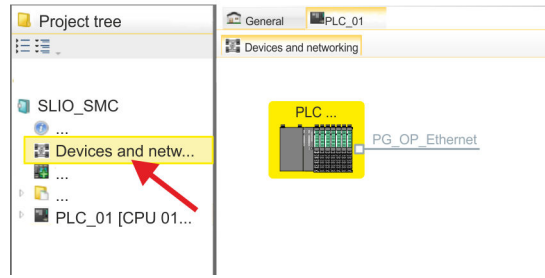 Project tree
SLIO_SMC
...
Devices and netw...
...
...
PLC_01 [CPU 01...
General
PLC_01
Devices and networking
PLC ...
PG_OP_Ethernet